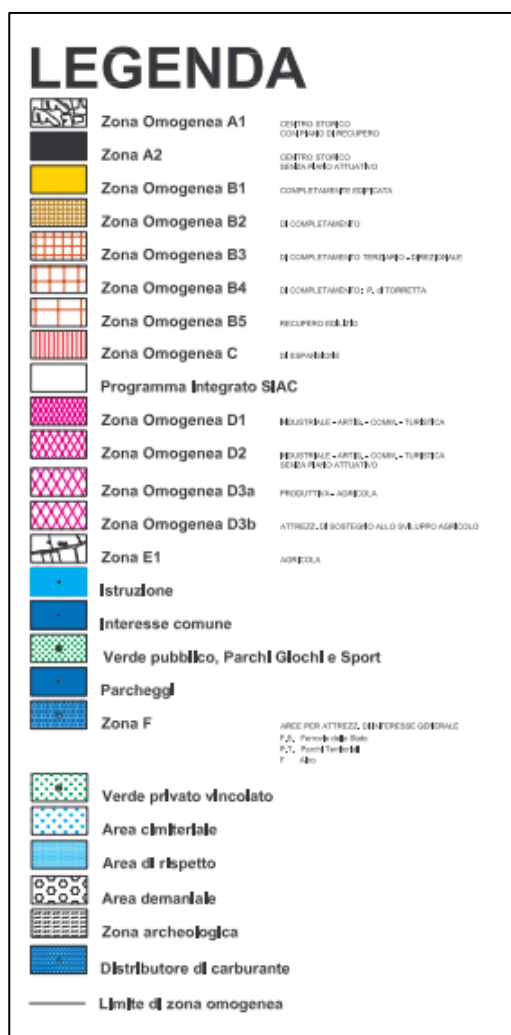 LEGENDA
Zona Omogenea A1 CENTRO STORICO
CON PIANO DI RECUPERO
Zona A2 CENTRO STORICO
SENZA PIANO ATTUATIVO
Zona Omogenea B1 COMPLETAMENTE EDIFICATA
Zona Omogenea B2 DI COMPLETAMENTO
Zona Omogenea B3 DI COMPLETAMENTO TERZIARIO - DIREZIONALE
Zona Omogenea B4 DI COMPLETAMENTO: P. di TORRETTA
Zona Omogenea B5 RECUPERO EDILIZIO
Zona Omogenea C DI ESPANSIONE
Programma Integrato SIAC
Zona Omogenea D1 INDUSTRIALE - ARTIG. - COMM. - TURISTICA
Zona Omogenea D2 INDUSTRIALE - ARTIG. - COMM. - TURISTICA
SENZA PIANO ATTUATIVO
Zona Omogenea D3a PRODUTTIVA - AGRICOLA
Zona Omogenea D3b ATTREZZ. DI SOSTEGNO ALLO SVILUPPO AGRICOLO
Zona E1 AGRICOLA
Istruzione
Interesse comune
Verde pubblico, Parchi Giochi e Sport
Parcheggi
Zona F AREE PER ATTREZZ. DI INTERESSE GENERALE
F.S. Ferrovie dello Stato
P.T. Parchi Territoriali
F Altro
Verde privato vincolato
Area cimiteriale
Area di rispetto
Area demaniale
Zona archeologica
Distributore di carburante
Limite di zona omogenea